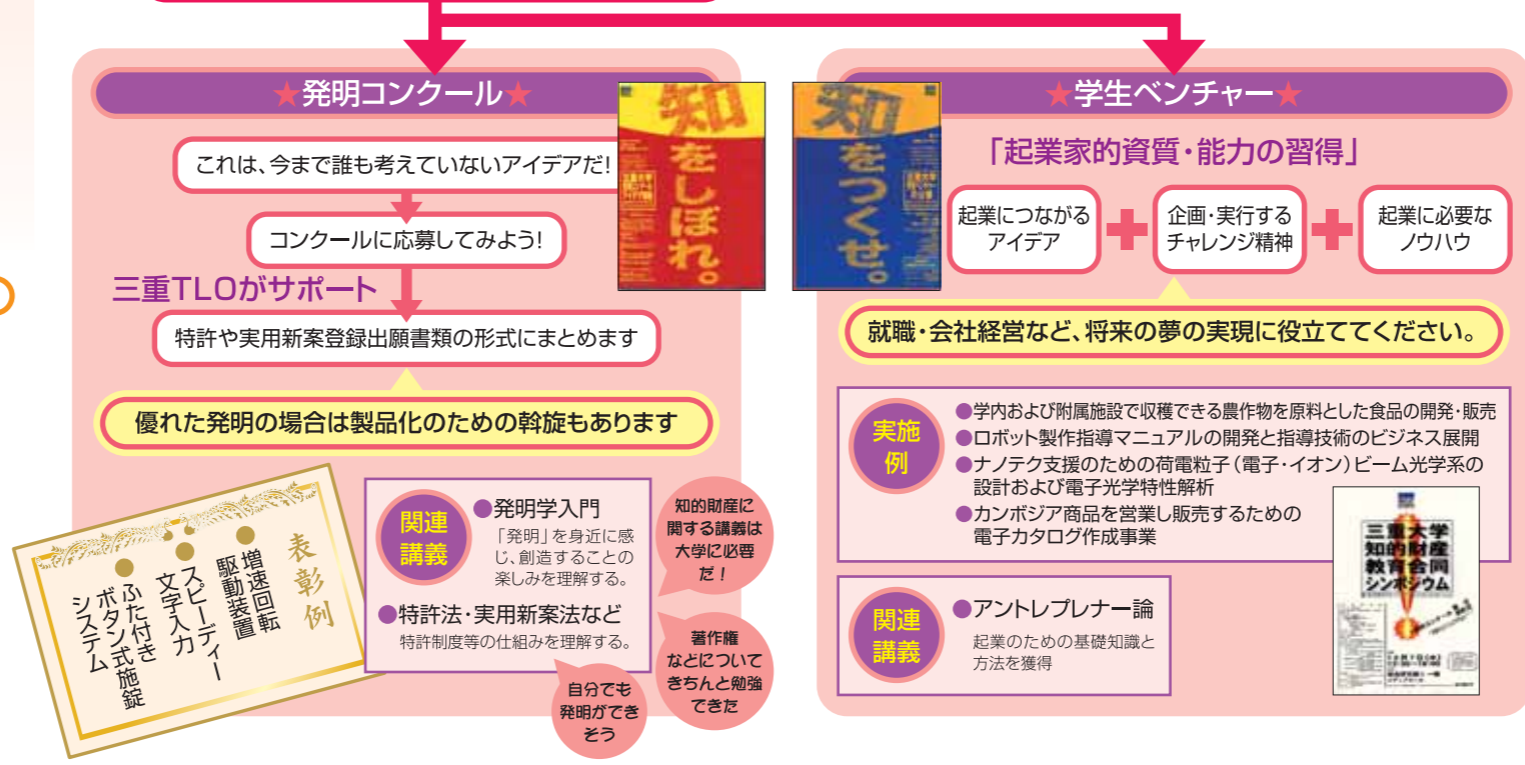 ★発明コンクール★
これは、今まで誰も考えていないアイデアだ!
コンクールに応募してみよう!
三重TLOがサポート
特許や実用新案登録出願書類の形式にまとめます
優れた発明の場合は製品化のための斡旋もあります
知
をしぼれ。
表彰例
●増速回転
駆動装置
●スピーディー
文字入力
●ふた付き
ボタン式施錠
システム
関連
講義
●発明学入門
「発明」を身近に感
じ、創造することの
楽しみを理解する。
●特許法・実用新案法など
特許制度等の仕組みを理解する。
知的財産に
関する講義は
大学に必要
だ!
著作権
などについて
きちんと勉強
できた
自分でも
発明ができ
そう
知
をつくせ。
★学生ベンチャー★
「起業家的資質・能力の習得」
起業につながる
アイデア
企画・実行する
チャレンジ精神
起業に必要な
ノウハウ
就職・会社経営など、将来の夢の実現に役立ててください。
実施
例
●学内および附属施設で収穫できる農作物を原料とした食品の開発・販売
●ロボット製作指導マニュアルの開発と指導技術のビジネス展開
●ナノテク支援のための荷電粒子(電子・イオン)ビーム光学系の
設計および電子光学特性解析
●カンボジア商品を営業し販売するための
電子カタログ作成事業
関連
講義
●アントレプレナー論
起業のための基礎知識と
方法を獲得
三重大学
知的財産
教育合同
シンポジウム